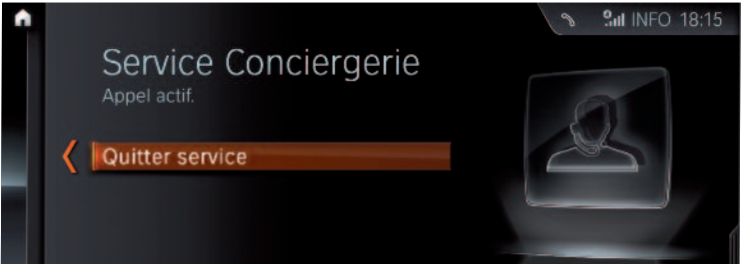 INFO 18:15
Service Conciergerie
Appel actif.
Quitter service